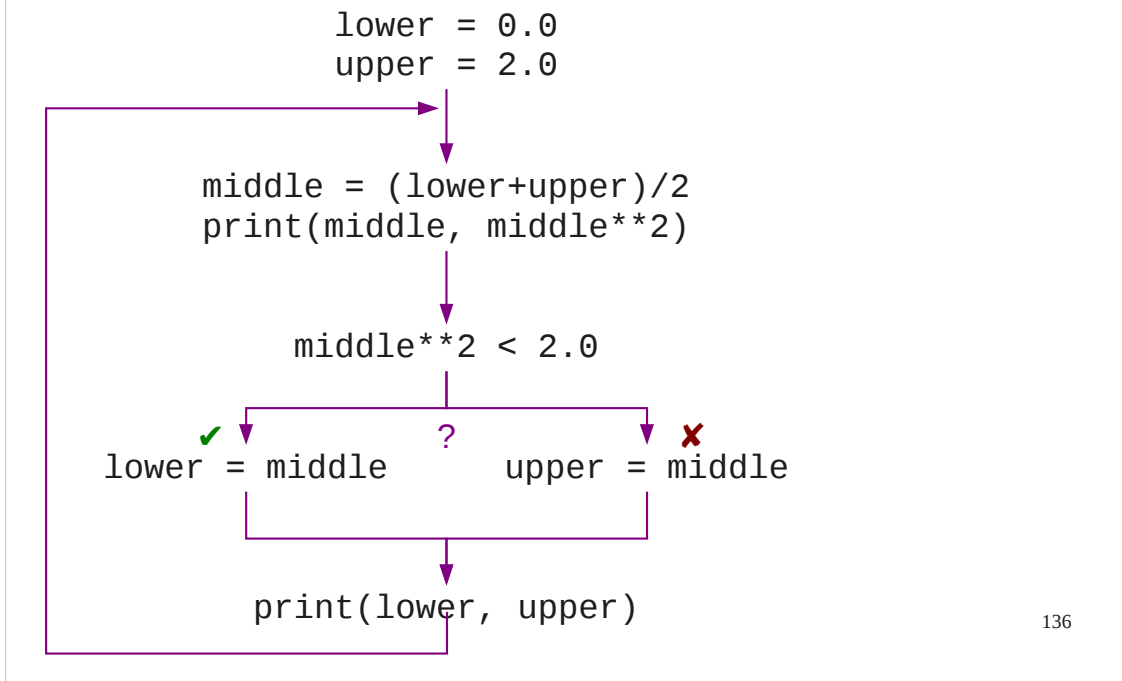 lower = 0.0
upper = 2.0
middle = (lower+upper)/2
print(middle, middle**2)
middle**2 < 2.0
✔ ? ✘
lower = middle upper = middle
print(lower, upper)
136